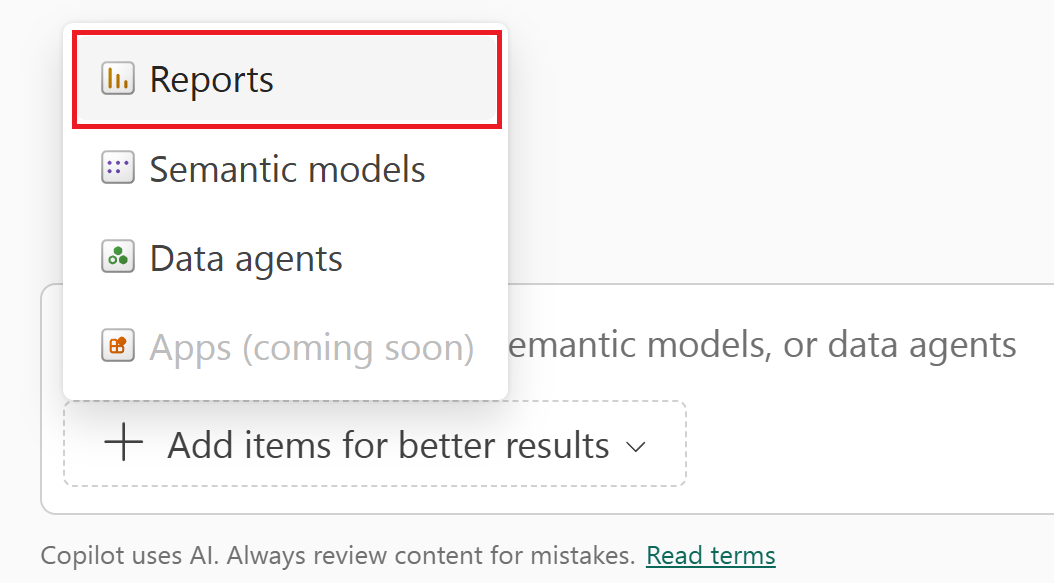 Reports
Semantic models
Data agents
Apps (coming soon)
emantic models, or data agents
Add items for better results
Copilot uses AI. Always review content for mistakes. Read terms